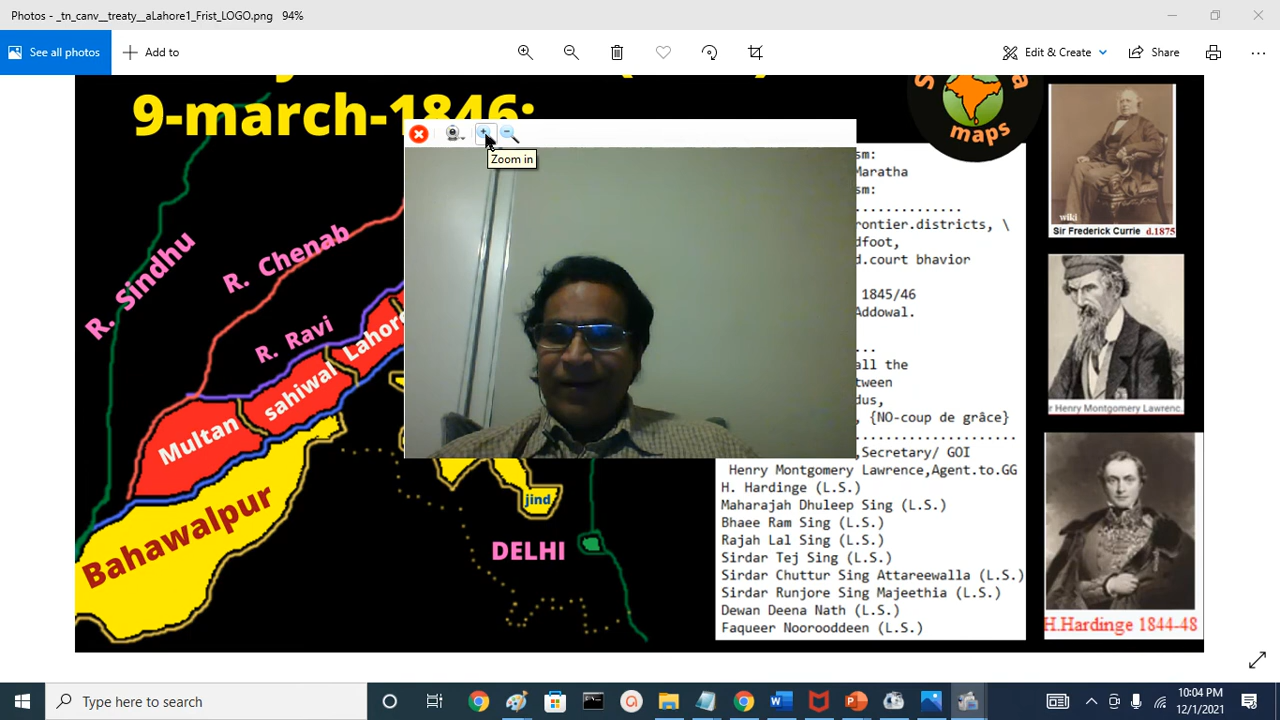 Photos - _tn_canv__treaty_aLahore1_Frist_LOGO.png   94%
See all photos
Add to
Edit & Create
Share
9-march-1846:
maps
Zoom in
sm:
Maratha
sm:
..............
rontier.districts, \
dfoot,
d.court bhavior
1845/46
Addowal.
...
all the
tween
dus,
, {NO-coup de grâce}
,Secretary/ GOI
Henry Montgomery Lawrence,Agent.to.GG
H. Hardinge (L.S.)
Maharajah Dhuleep Sing (L.S.)
Bhaee Ram Sing (L.S.)
Rajah Lal Sing (L.S.)
Sirdar Tej Sing (L.S.)
Sirdar Chuttur Sing Attareewalla (L.S.)
Sirdar Runjore Sing Majeethia (L.S.)
Dewan Deena Nath (L.S.)
Faqueer Noorooddeen (L.S.)
wiki
Sir Frederick Currie d.1875
r Henry Montgomery Lawrenc..
H.Hardinge 1844-48
R. Sindhu
R. Chenab
R. Ravi
Lahore
sahiwal
Multan
Bahawalpur
jind
DELHI
Type here to search
10:04 PM
12/1/2021